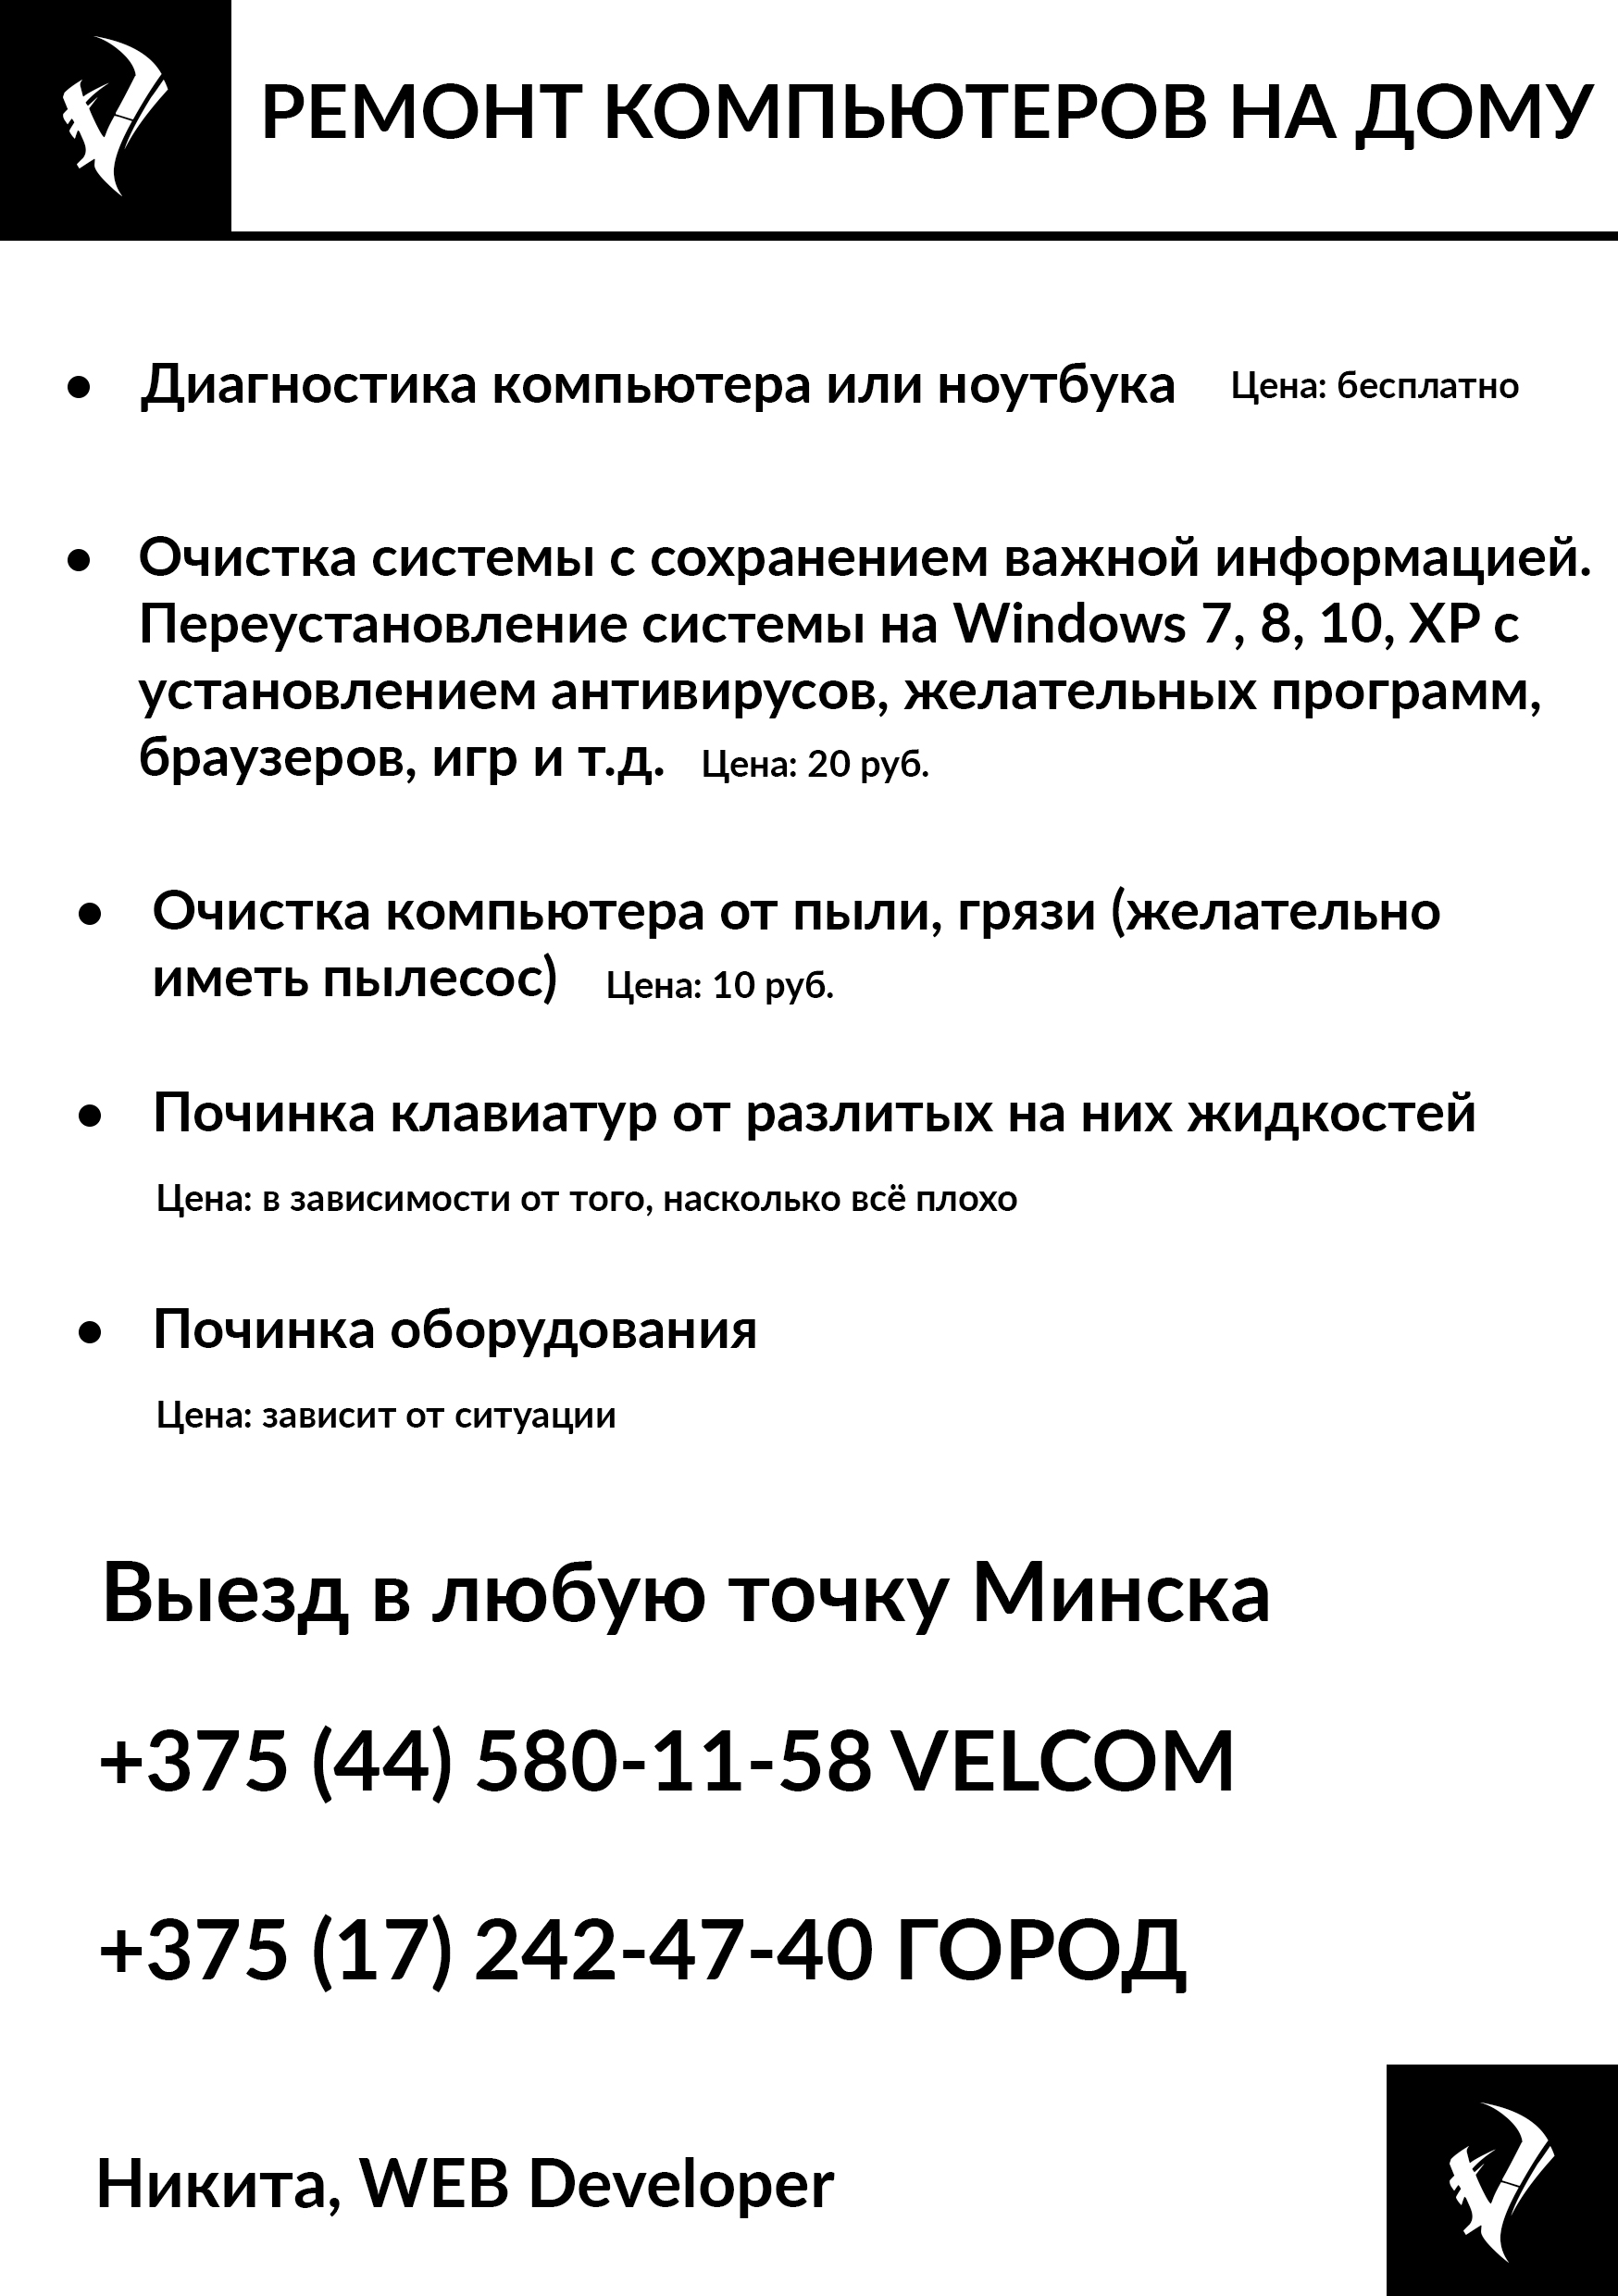 РЕМОНТ КОМПЬЮТЕРОВ НА ДОМУ
Диагностика компьютера или ноутбука Цена: бесплатно
Очистка системы с сохранением важной информацией.
Переустановление системы на Windows 7, 8, 10, XP с
установлением антивирусов, желательных программ,
браузеров, игр и т.д. Цена: 20 руб.
Очистка компьютера от пыли, грязи (желательно
иметь пылесос) Цена: 10 руб.
Починка клавиатур от разлитых на них жидкостей
Цена: в зависимости от того, насколько всё плохо
Починка оборудования
Цена: зависит от ситуации
Выезд в любую точку Минска
+375 (44) 580-11-58 VELCOM
+375 (17) 242-47-40 ГОРОД
Никита, WEB Developer